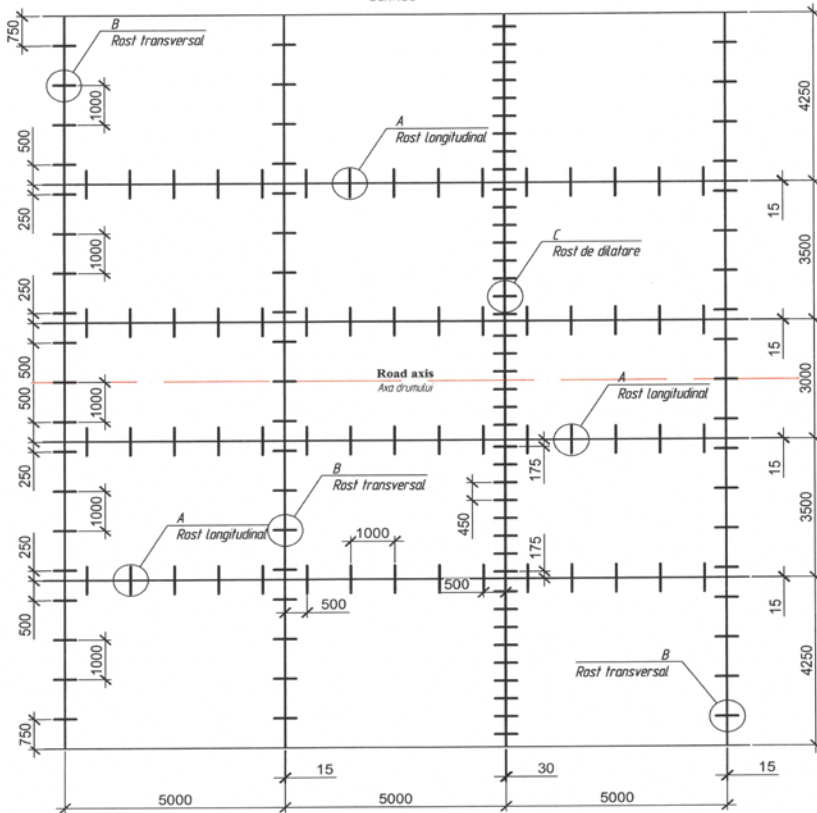 750
B
Rost transversal
1000
4250
A
Rost longitudinal
500
250
15
1000
C
Rost de dilatare
3500
250
15
500
Road axis
Axa drumului
3000
500
1000
A
Rost longitudinal
250
B
Rost transversal
175
15
1000
450
3500
A
Rost longitudinal
1000
175
250
500
500
500
15
1000
B
Rost transversal
4250
750
15
30
15
5000
5000
5000